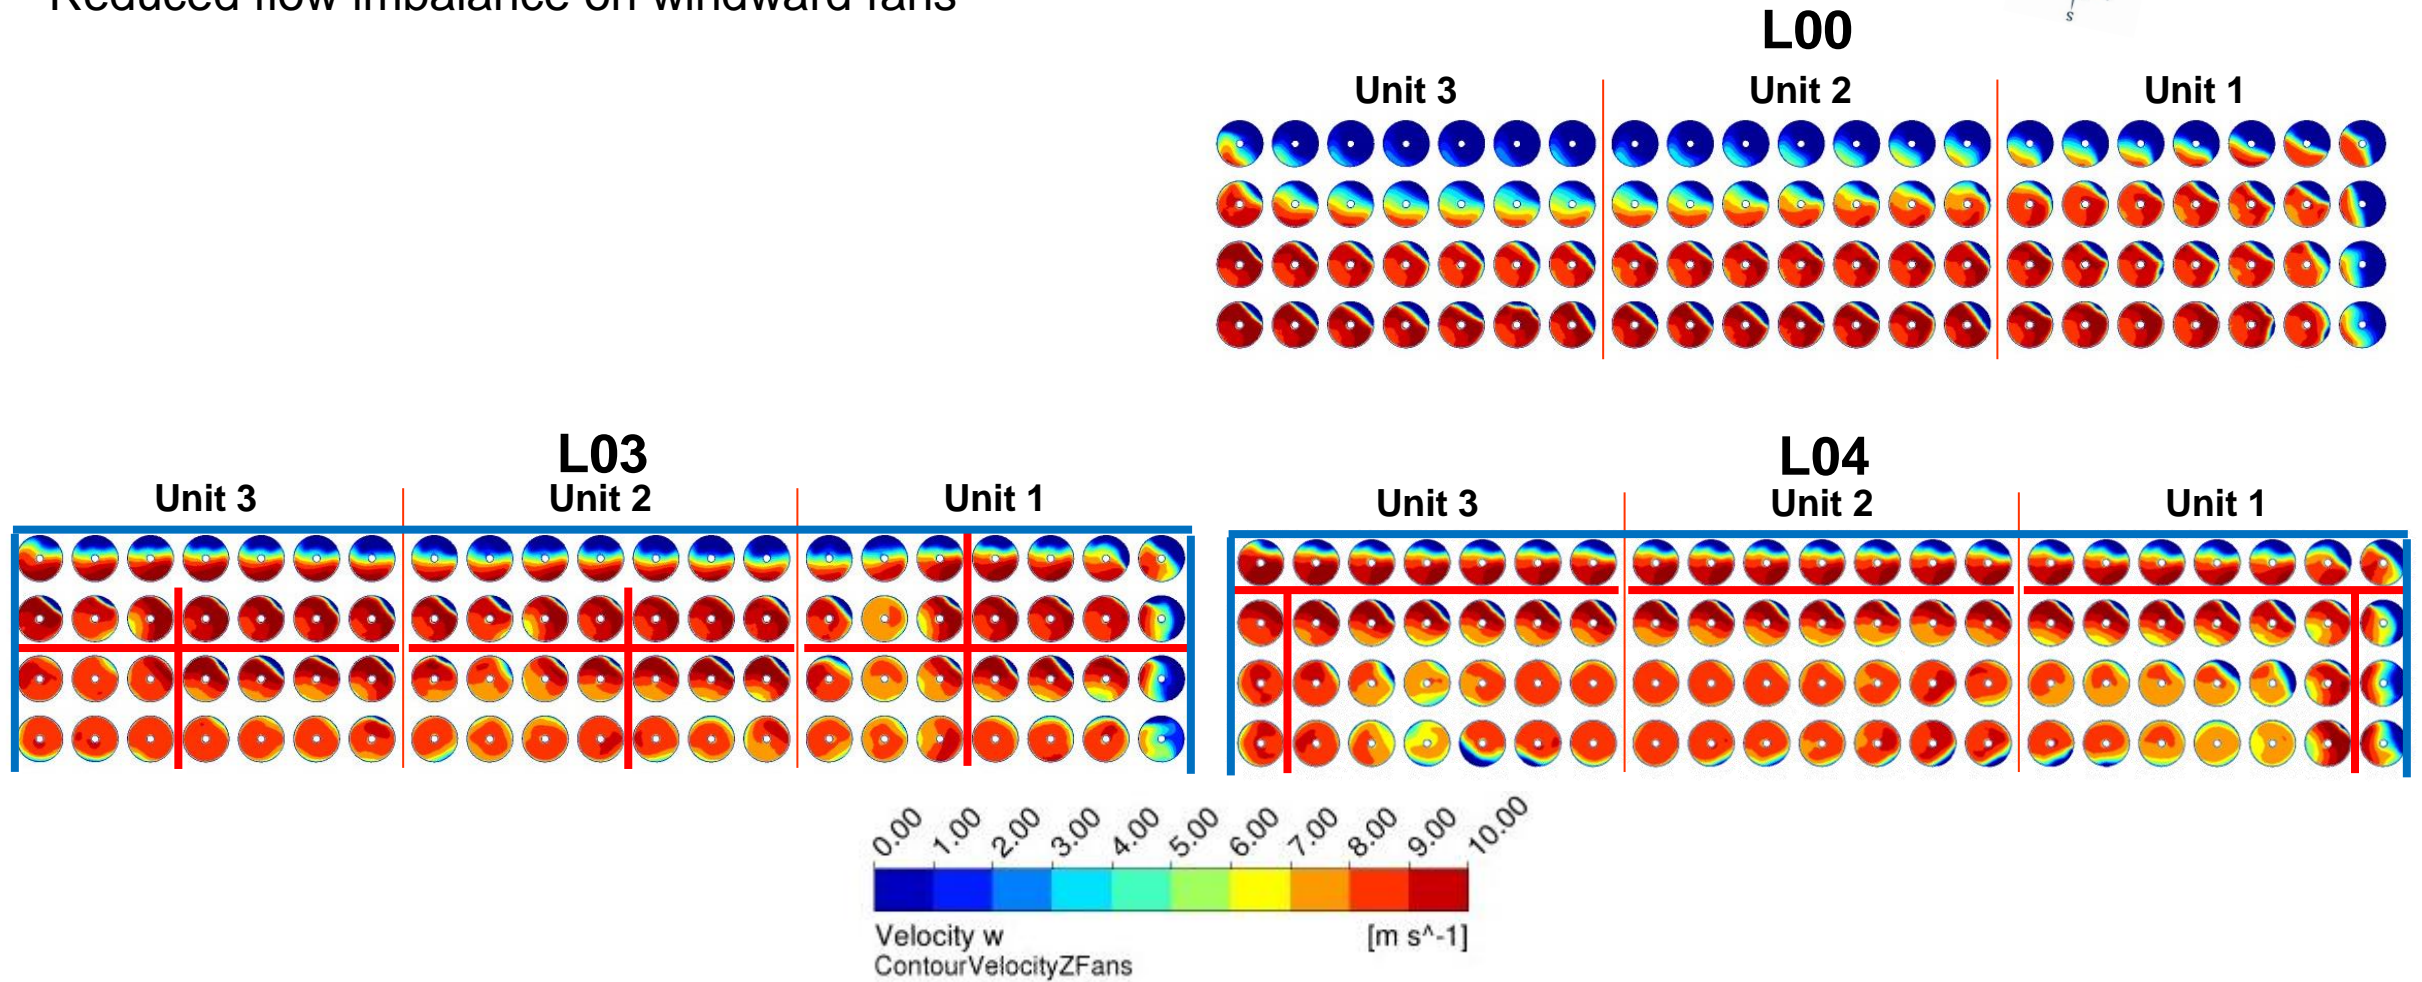 Reduced flow imbalance on windward fans
S
L00
Unit 3 Unit 2 Unit 1
L03
Unit 3 Unit 2 Unit 1
L04
Unit 3 Unit 2 Unit 1
0.00 1.00 2.00 3.00 4.00 5.00 6.00 7.00 8.00 9.00 10.00
Velocity w [m s^-1]
ContourVelocityZFans